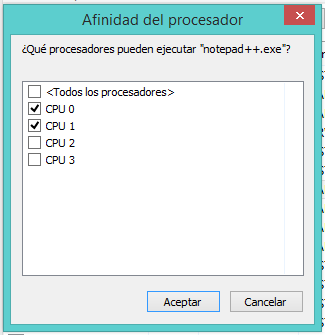 Afinidad del procesador
¿Qué procesadores pueden ejecutar "notepad++.exe"?
<Todos los procesadores>
CPU 0
CPU 1
CPU 2
CPU 3
Aceptar
Cancelar